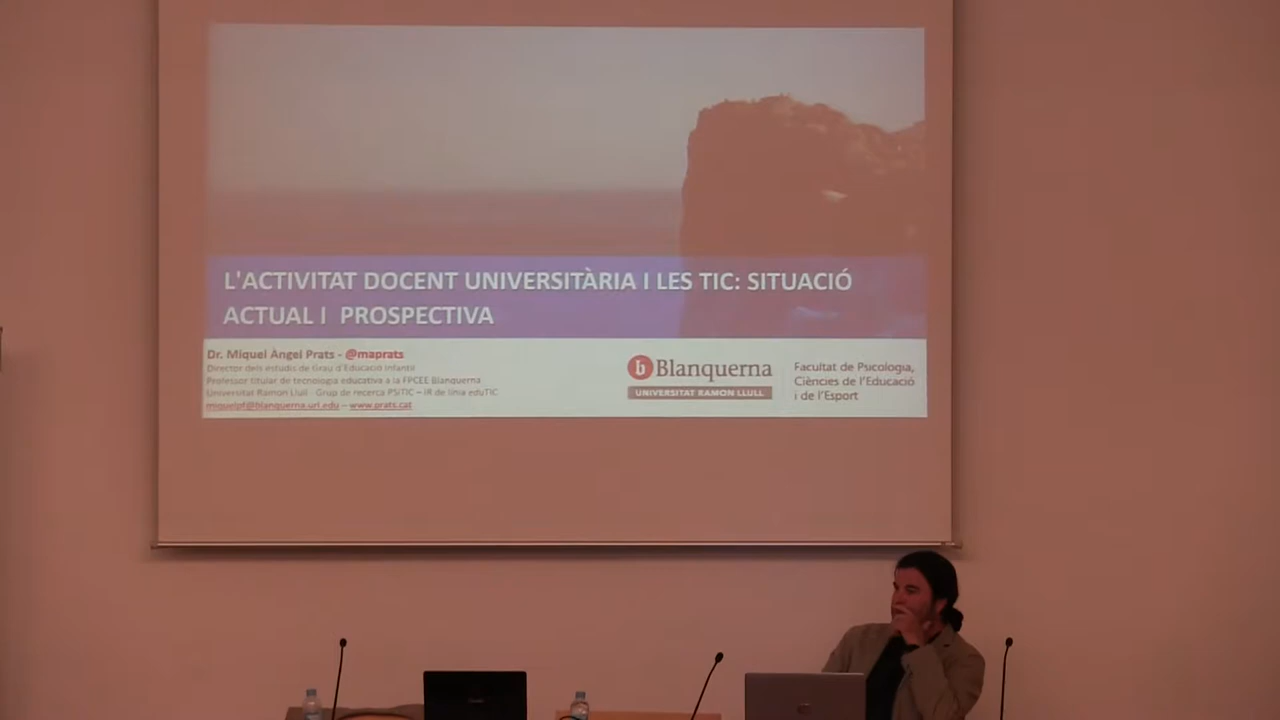 L'ACTIVITAT DOCENT UNIVERSITÀRIA I LES TIC: SITUACIÓ
ACTUAL I PROSPECTIVA
Dr. Miquel Àngel Prats - @maprats
Director dels estudis de Grau d'Educació Infantil
Professor titular de tecnologia educativa a la FPCEE Blanquerna
Universitat Ramon Llull - Grup de recerca PSITIC – IR de línia eduTIC
miquelpf@blanquerna.url.edu – www.prats.cat
b Blanquerna
UNIVERSITAT RAMON LLULL
Facultat de Psicologia,
Ciències de l'Educació
i de l'Esport